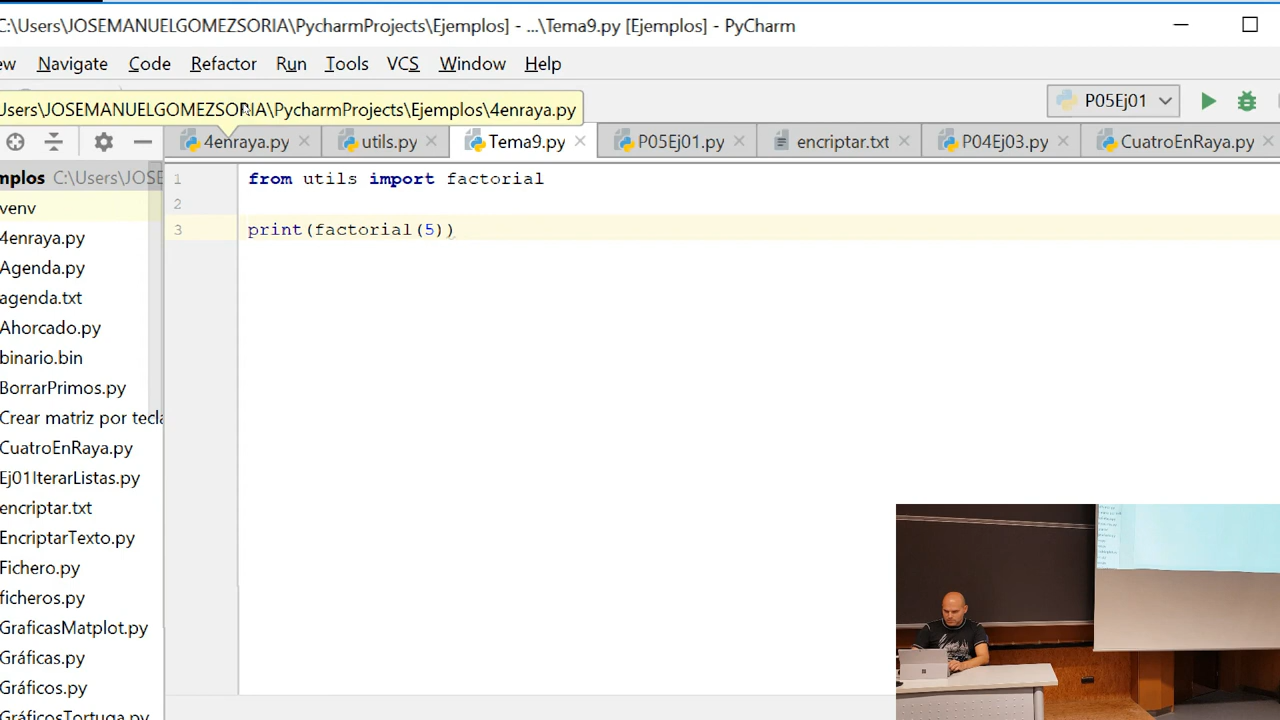 C:\Users\JOSEMANUELGOMEZSORIA\PycharmProjects\Ejemplos] - ...\Tema9.py [Ejemplos] - PyCharm
ew Navigate Code Refactor Run Tools VCS Window Help
Users\JOSEMANUELGOMEZSORIA\PycharmProjects\Ejemplos\4enraya.py
P05Ej01
4enraya.py utils.py Tema9.py P05Ej01.py encriptar.txt P04Ej03.py CuatroEnRaya.py
mplos C:\Users\JOSE
1 from utils import factorial
venv
2
3 print(factorial(5))
4enraya.py
Agenda.py
agenda.txt
Ahorcado.py
binario.bin
BorrarPrimos.py
Crear matriz por tecla
CuatroEnRaya.py
Ej01IterarListas.py
encriptar.txt
EncriptarTexto.py
Fichero.py
ficheros.py
GraficasMatplot.py
Gráficas.py
Gráficos.py
GráficosTortuga.py